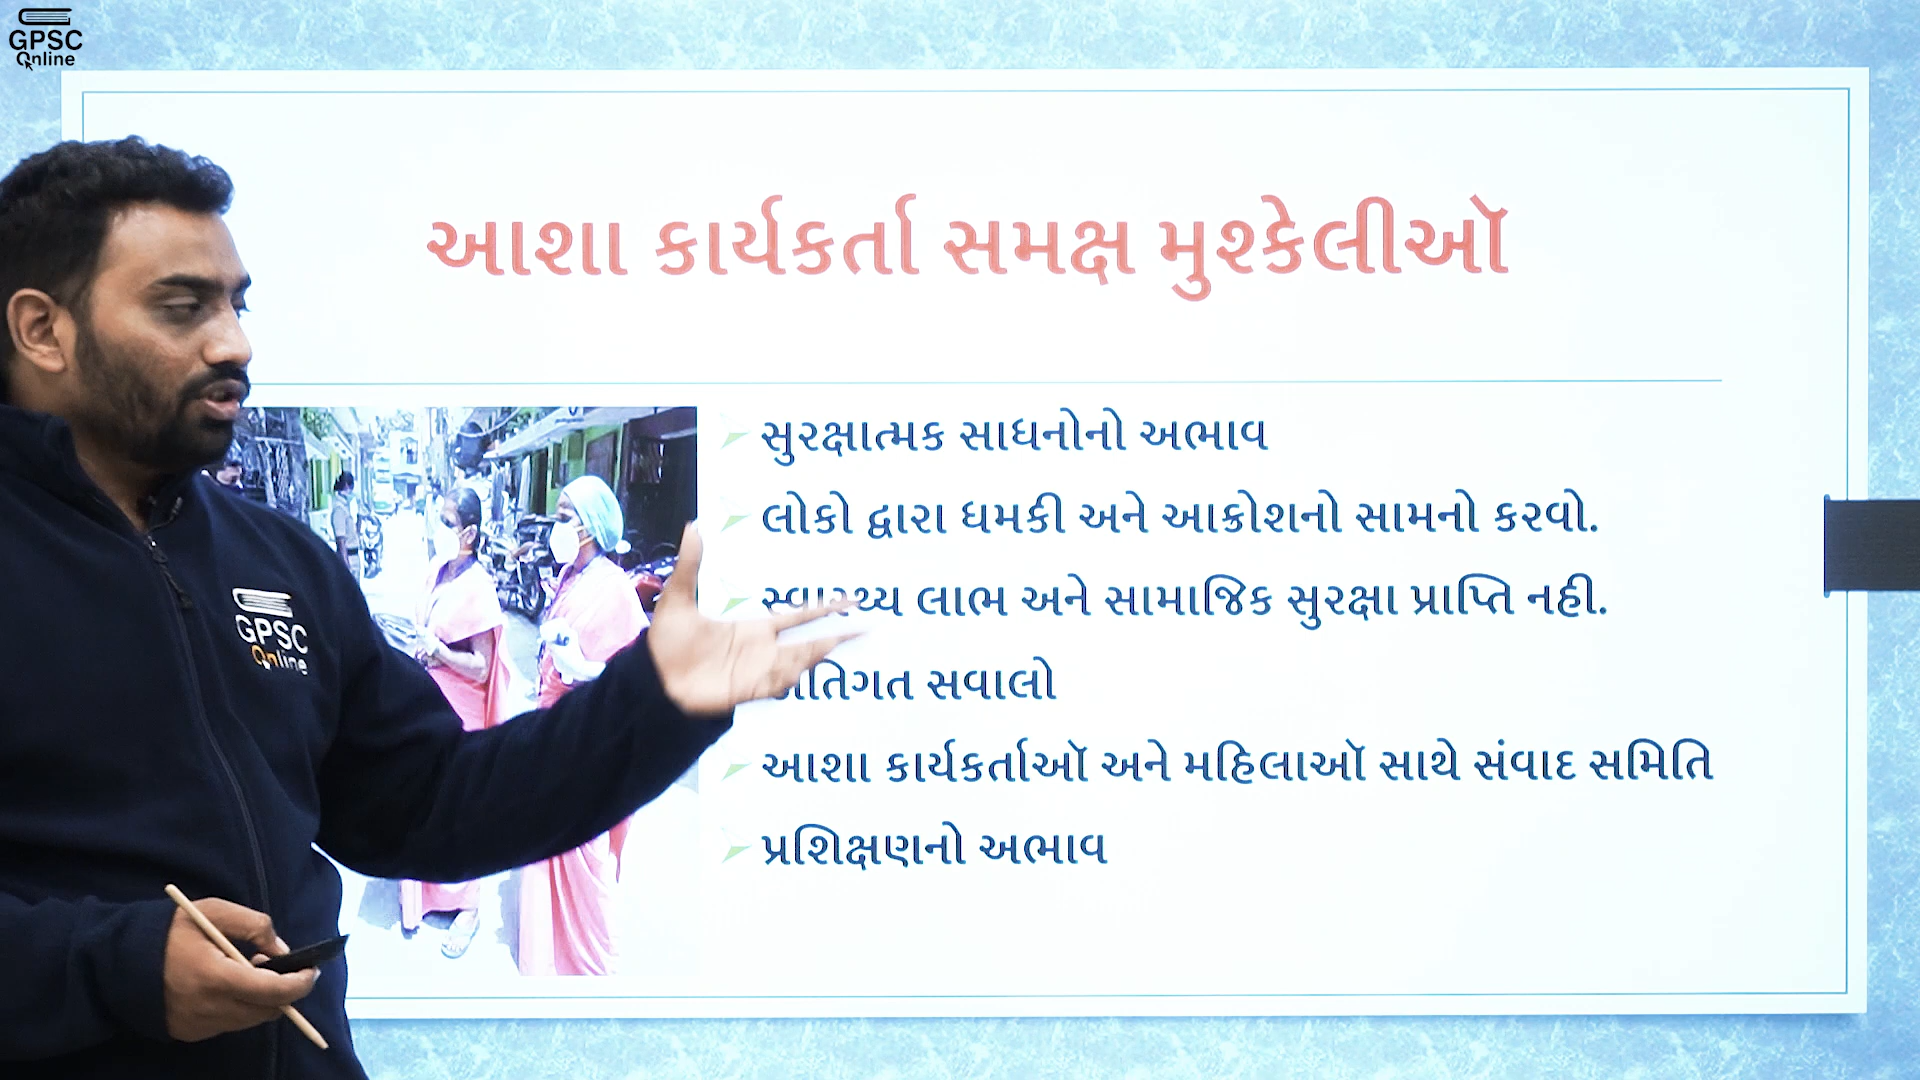 GPSC
Online
આશા કાર્યકર્તા સમક્ષ મુશ્કેલીઑ
સુરક્ષાત્મક સાધનોનો અભાવ
લોકો દ્વારા ધમકી અને આક્રોશનો સામનો કરવો.
સ્વાસ્થ્ય લાભ અને સામાજિક સુરક્ષા પ્રાપ્તિ નહી.
સવાલો
આશા કાર્યકર્તાઑ અને મહિલાઑ સાથે સંવાદ સમિતિ
પ્રશિક્ષણનો અભાવ
GPSC
Online